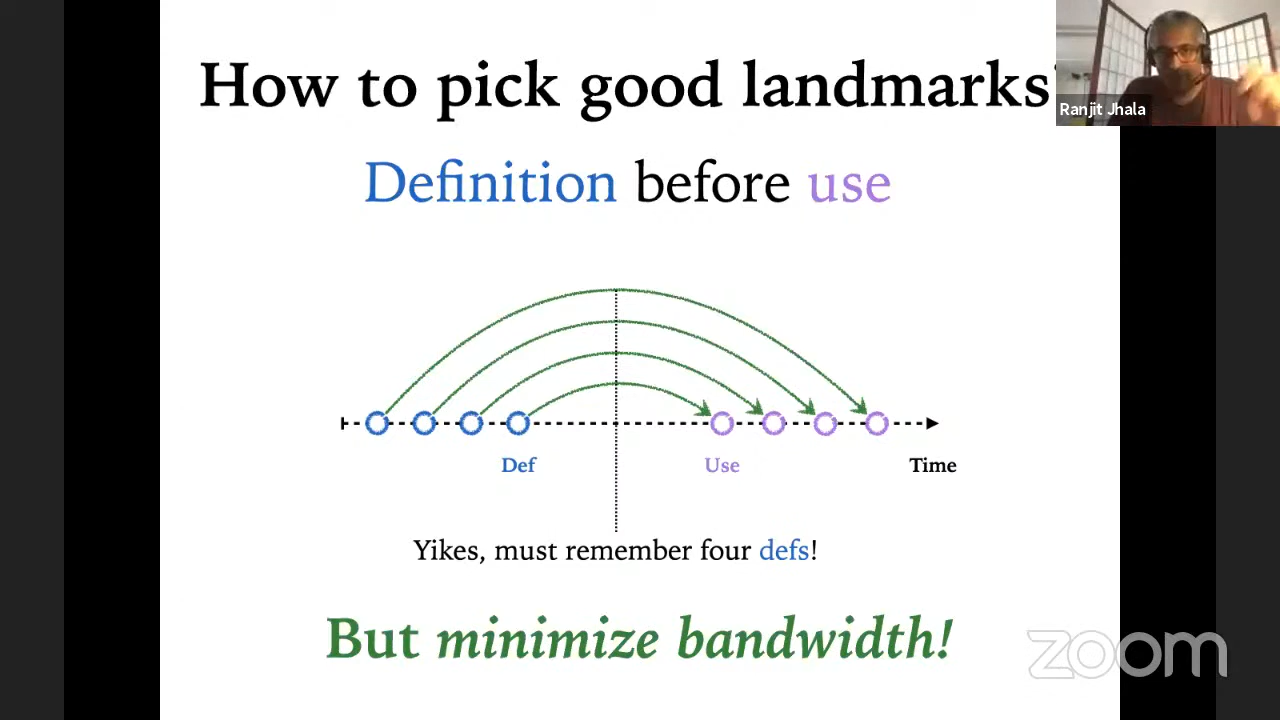 How to pick good landmarks
Ranjit Jhala
Definition before use
Def
Use
Time
Yikes, must remember four defs!
But minimize bandwidth!
zoom